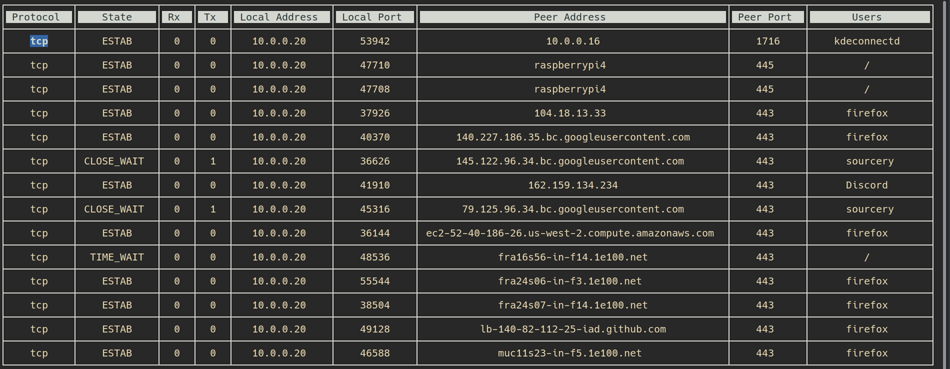 Protocol State Rx Tx Local Address Local Port Peer Address Peer Port Users
tcp ESTAB 0 0 10.0.0.20 53942 10.0.0.16 1716 kdeconnectd
tcp ESTAB 0 0 10.0.0.20 47710 raspberrypi4 445 /
tcp ESTAB 0 0 10.0.0.20 47708 raspberrypi4 445 /
tcp ESTAB 0 0 10.0.0.20 37926 104.18.13.33 443 firefox
tcp ESTAB 0 0 10.0.0.20 40370 140.227.186.35.bc.googleusercontent.com 443 firefox
tcp CLOSE_WAIT 0 1 10.0.0.20 36626 145.122.96.34.bc.googleusercontent.com 443 sourcery
tcp ESTAB 0 0 10.0.0.20 41910 162.159.134.234 443 Discord
tcp CLOSE_WAIT 0 1 10.0.0.20 45316 79.125.96.34.bc.googleusercontent.com 443 sourcery
tcp ESTAB 0 0 10.0.0.20 36144 ec2-52-40-186-26.us-west-2.compute.amazonaws.com 443 firefox
tcp TIME_WAIT 0 0 10.0.0.20 48536 fra16s56-in-f14.1e100.net 443 /
tcp ESTAB 0 0 10.0.0.20 55544 fra24s06-in-f3.1e100.net 443 firefox
tcp ESTAB 0 0 10.0.0.20 38504 fra24s07-in-f14.1e100.net 443 firefox
tcp ESTAB 0 0 10.0.0.20 49128 lb-140-82-112-25-iad.github.com 443 firefox
tcp ESTAB 0 0 10.0.0.20 46588 muc11s23-in-f5.1e100.net 443 firefox